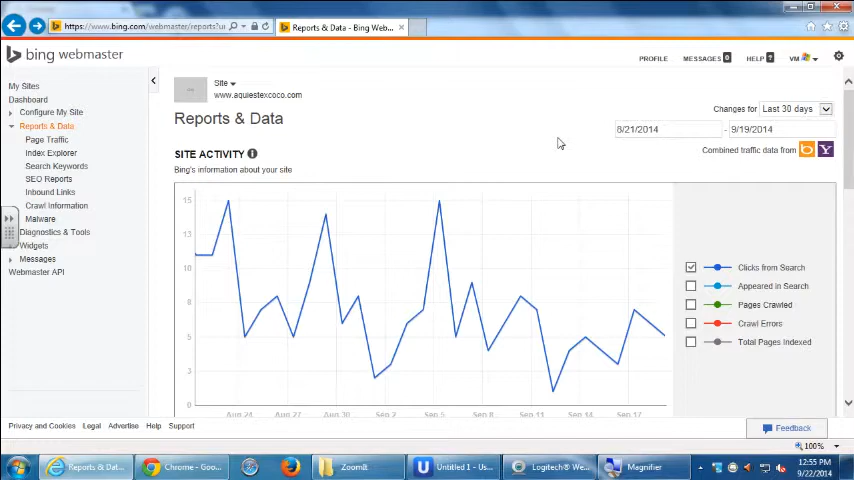 https://www.bing.com/webmaster/reports?ui
Reports & Data - Bing Web...
bing webmaster
PROFILE
MESSAGES 0
HELP ?
VM
My Sites
Dashboard
Configure My Site
Reports & Data
Page Traffic
Index Explorer
Search Keywords
SEO Reports
Inbound Links
Crawl Information
Malware
Diagnostics & Tools
Widgets
Messages
Webmaster API
Site
www.aquiestexcoco.com
Reports & Data
Changes for Last 30 days
8/21/2014 - 9/19/2014
Combined traffic data from b Y
SITE ACTIVITY i
Bing's information about your site
15
13
10
8
5
3
0
Aug 24 Aug 27 Aug 30 Sep 2 Sep 5 Sep 8 Sep 11 Sep 14 Sep 17
Clicks from Search
Appeared in Search
Pages Crawled
Crawl Errors
Total Pages Indexed
Privacy and Cookies Legal Advertise Help Support
Feedback
100%
Reports & Da...
Chrome - Goo...
ZoomIt
U Untitled 1 - Us...
Logitech® We...
Magnifier
12:55 PM
9/22/2014